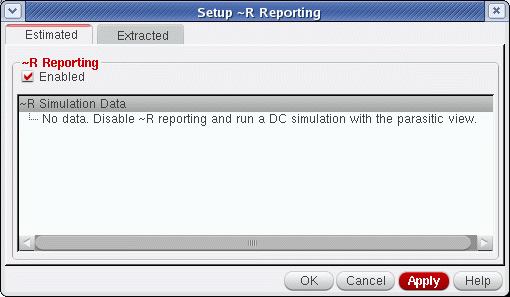 Setup ~R Reporting
Estimated Extracted
~R Reporting
Enabled
~R Simulation Data
No data. Disable ~R reporting and run a DC simulation with the parasitic view.
OK Cancel Apply Help